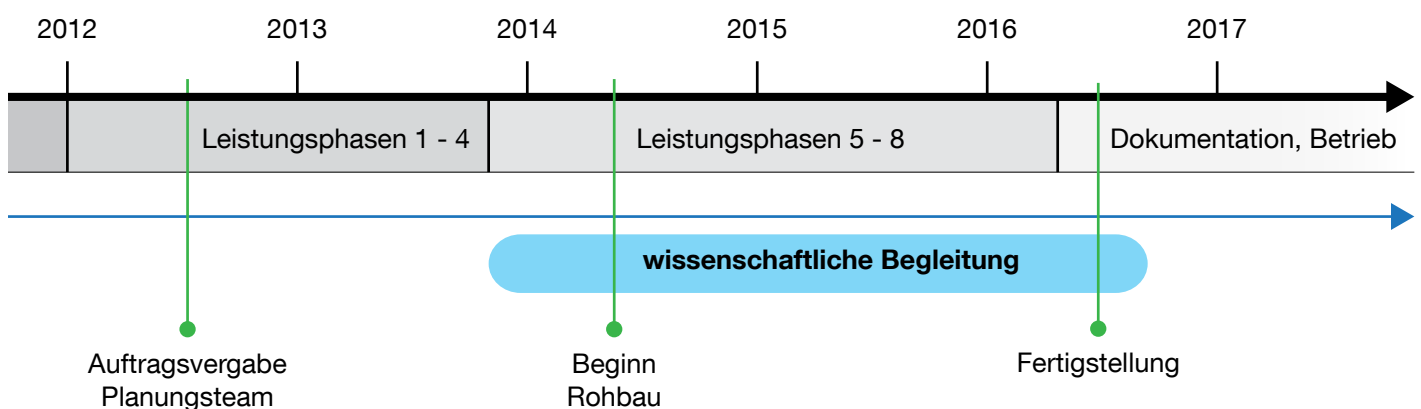 2012 2013 2014 2015 2016 2017
Leistungsphasen 1 - 4 Leistungsphasen 5 - 8 Dokumentation, Betrieb
wissenschaftliche Begleitung
Auftragsvergabe
Planungsteam
Beginn
Rohbau
Fertigstellung